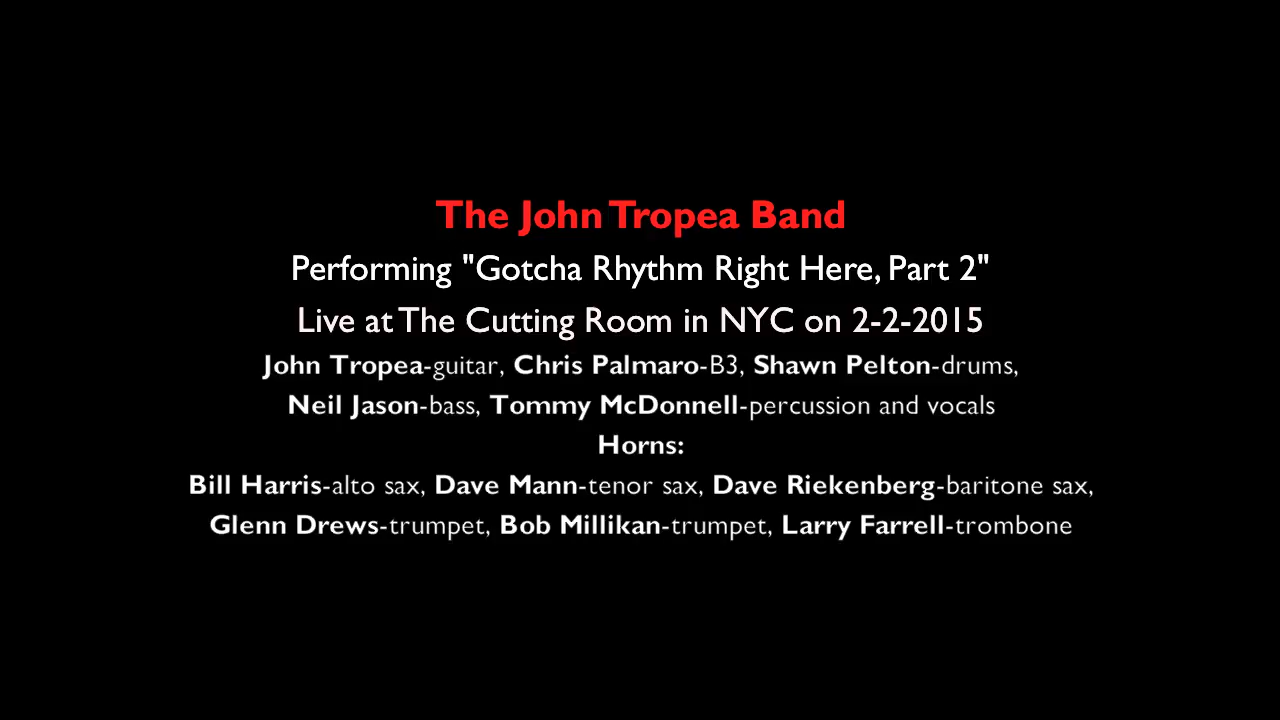 The John Tropea Band
Performing "Gotcha Rhythm Right Here, Part 2"
Live at The Cutting Room in NYC on 2-2-2015
John Tropea-guitar, Chris Palmaro-B3, Shawn Pelton-drums,
Neil Jason-bass, Tommy McDonnell-percussion and vocals
Horns:
Bill Harris-alto sax, Dave Mann-tenor sax, Dave Riekenberg-baritone sax,
Glenn Drews-trumpet, Bob Millikan-trumpet, Larry Farrell-trombone